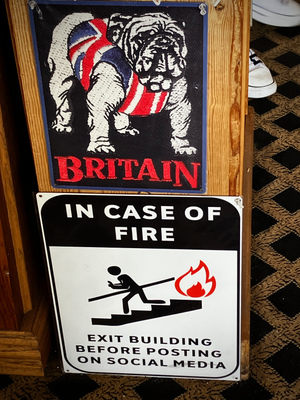 BRITAIN
IN CASE OF
FIRE
EXIT BUILDING
BEFORE POSTING
ON SOCIAL MEDIA